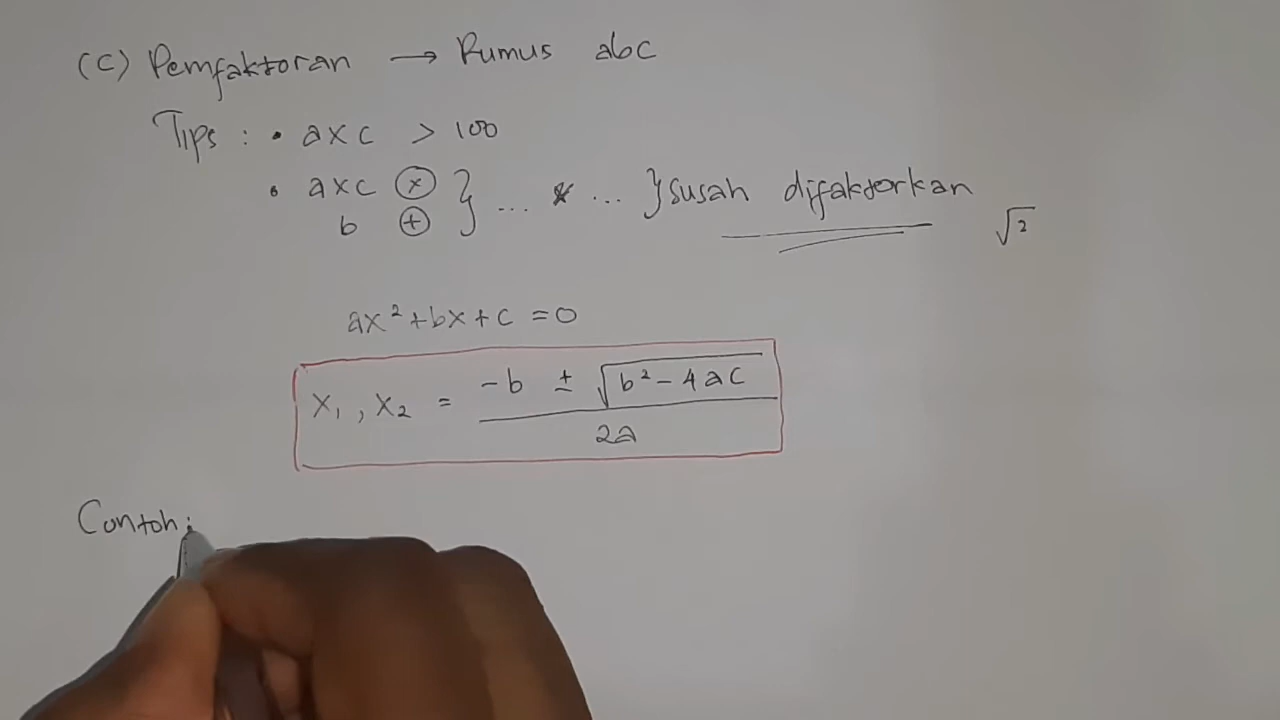 (c) Pemfaktoran → Rumus abc
Tips : • a x c > 100
• a x c ⊗ } ... * ... } susah difaktorkan
b ⊕
√2
ax² + bx + c = 0
x₁ , x₂ = (-b ± √(b² - 4ac)) / 2a
Contoh :